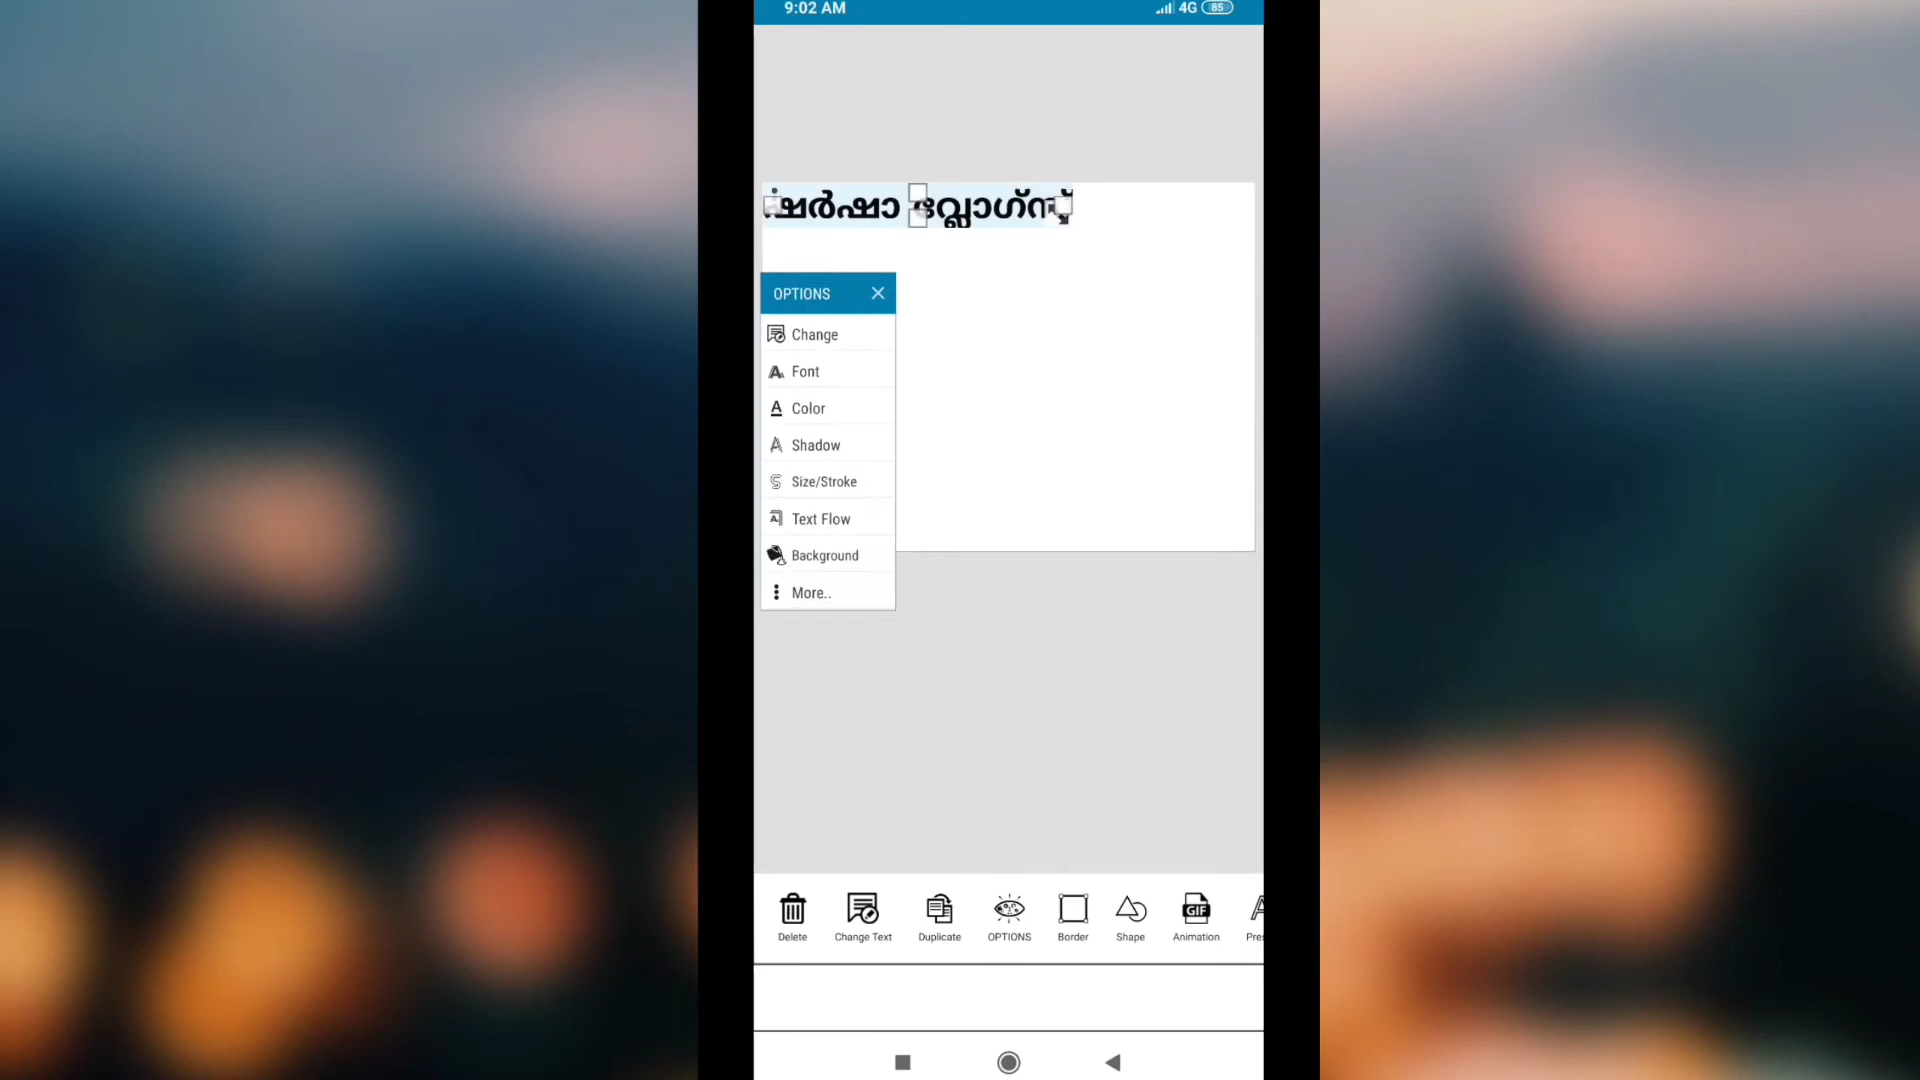 9:02 AM
4G 85
ഷർഷാ വ്ലോഗ്സ്
OPTIONS
Change
Font
Color
Shadow
Size/Stroke
Text Flow
Background
More..
Delete
Change Text
Duplicate
OPTIONS
Border
Shape
GIF
Animation